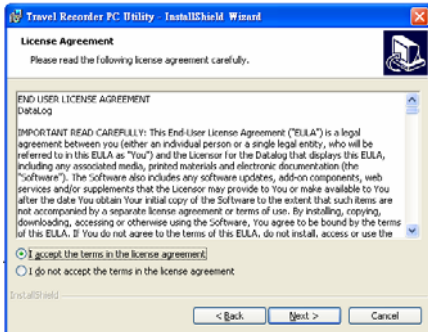 Travel Recorder PC Utility - InstallShield Wizard
License Agreement
Please read the following license agreement carefully.
END USER LICENSE AGREEMENT
DataLog
IMPORTANT READ CAREFULLY: This End-User License Agreement ("EULA") is a legal
agreement between you (either an individual person or a single legal entity, who will be
referred to in this EULA as "You") and the Licensor for the Datalog that displays this EULA,
including any associated media, printed materials and electronic documentation (the
"Software"). The Software also includes any software updates, add-on components, web
services and/or supplements that the Licensor may provide to You or make available to You
after the date You obtain Your initial copy of the Software to the extent that such items are
not accompanied by a separate license agreement or terms of use. By installing, copying,
downloading, accessing or otherwise using the Software, You agree to be bound by the terms
of this EULA. If You do not agree to the terms of this EULA, do not install, access or use the
I accept the terms in the license agreement
I do not accept the terms in the license agreement
InstallShield
< Back Next > Cancel